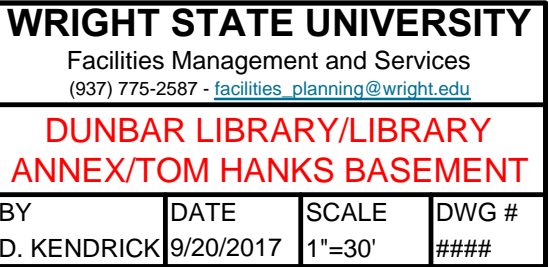 WRIGHT STATE UNIVERSITY
Facilities Management and Services
(937) 775-2587 - facilities_planning@wright.edu
DUNBAR LIBRARY/LIBRARY
ANNEX/TOM HANKS BASEMENT
BY DATE SCALE DWG #
D. KENDRICK 9/20/2017 1"=30' ####